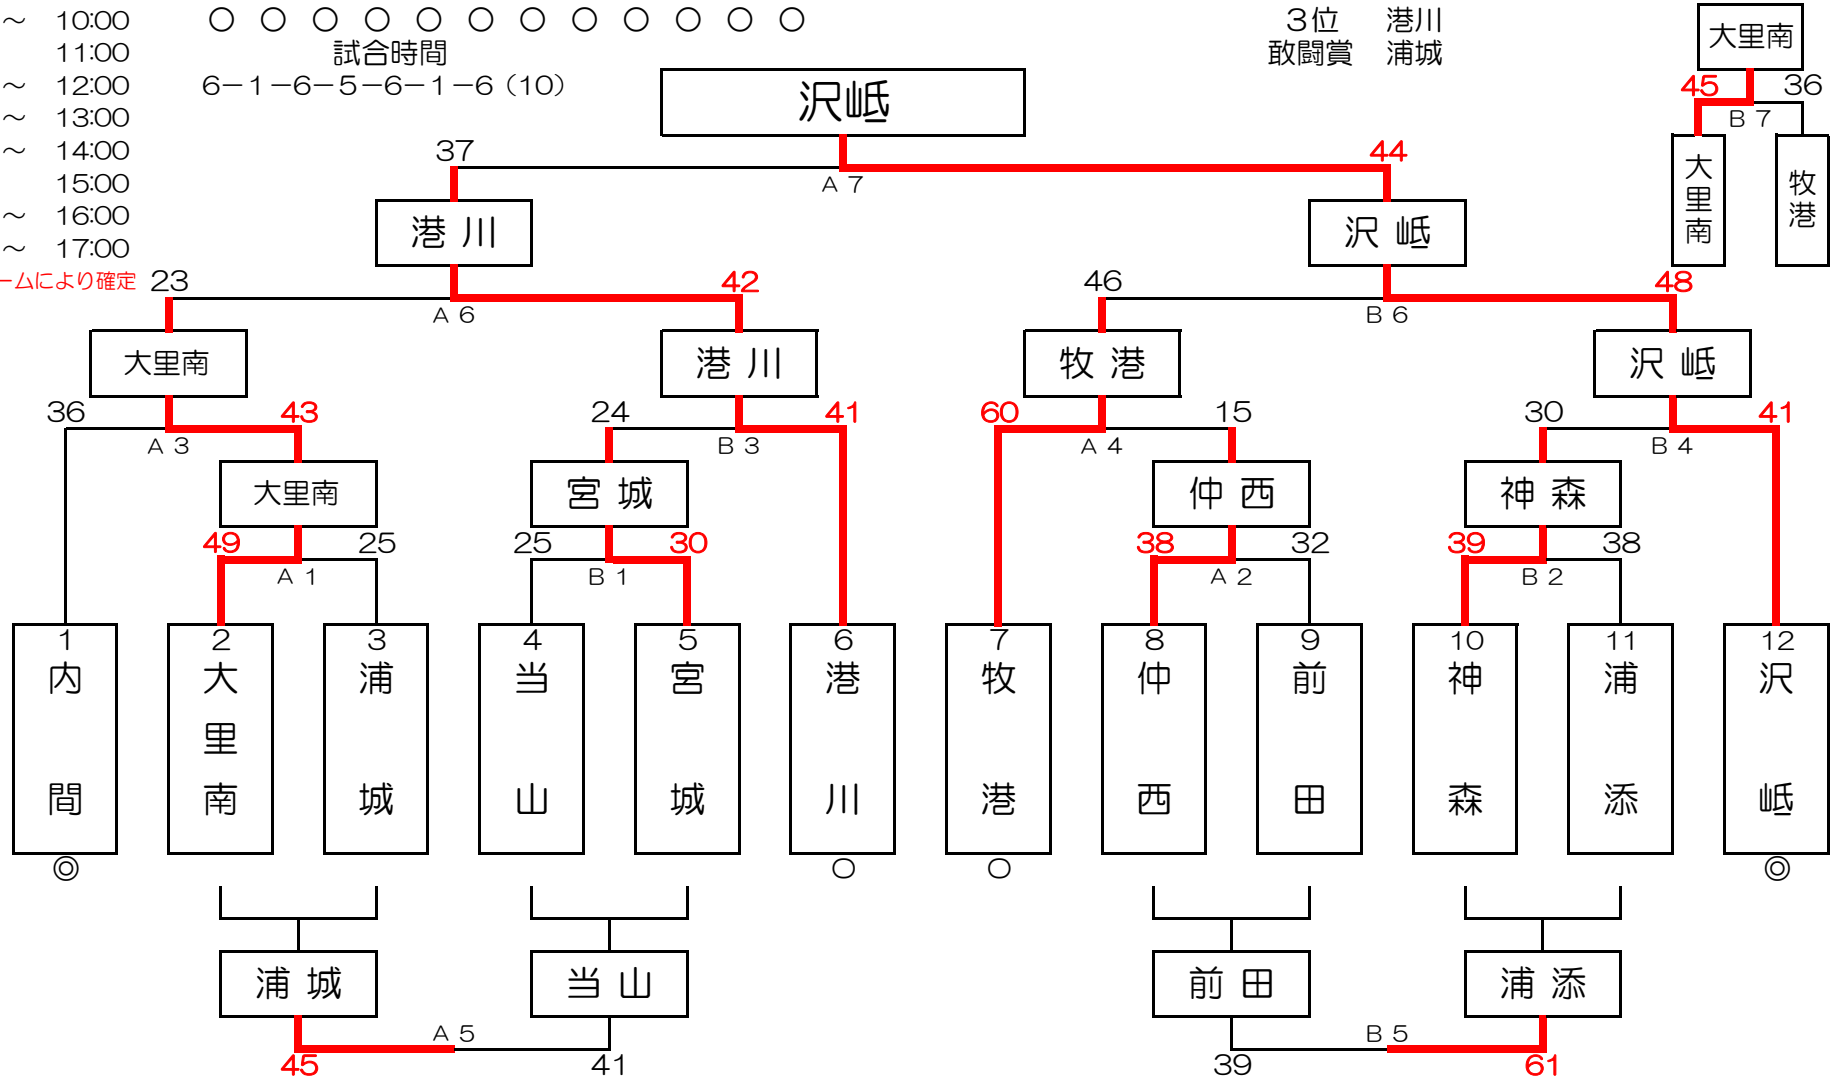 ～ 10:00 ○ ○ ○ ○ ○ ○ ○ ○ ○ ○ ○ ○ 3位 港川
11:00 試合時間 敢闘賞 浦城
～ 12:00 6－1－6－5－6－1－6（10）
～ 13:00
～ 14:00
15:00
～ 16:00
～ 17:00
ームにより確定
大里南
45 36
B 7
大里南 牧港
沢岻
37 44
A 7
港川 沢岻
23 42 46 48
A 6 B 6
大里南 港川 牧港 沢岻
36 43 24 41 60 15 30 41
A 3 B 3 A 4 B 4
大里南 宮城 仲西 神森
49 25 25 30 38 32 39 38
A 1 B 1 A 2 B 2
1 2 3 4 5 6 7 8 9 10 11 12
内間 大里南 浦城 当山 宮城 港川 牧港 仲西 前田 神森 浦添 沢岻
◎ ○ ○ ◎
浦城 当山 前田 浦添
A 5 B 5
45 41 39 61